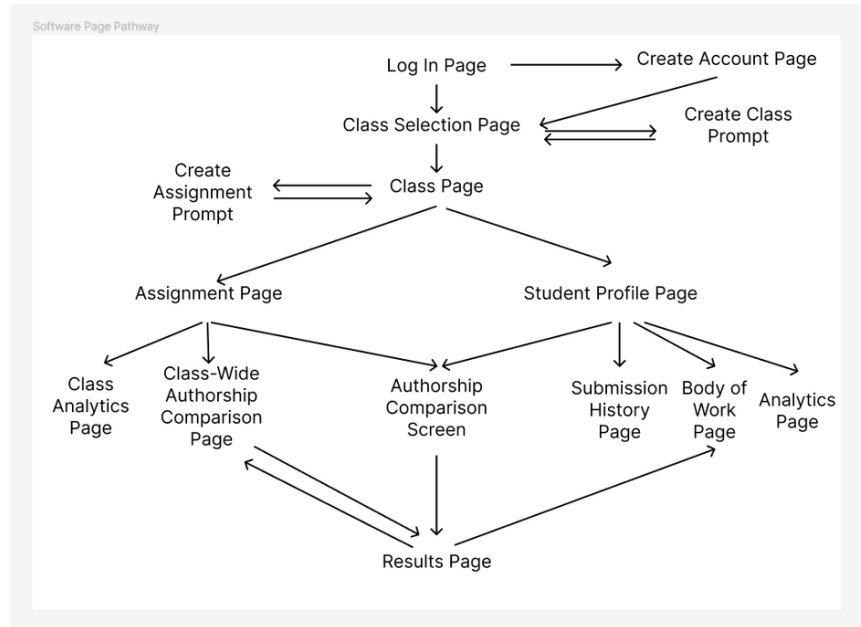 Software Page Pathway
Log In Page
Create Account Page
Class Selection Page
Create Class
Prompt
Create
Assignment
Prompt
Class Page
Assignment Page
Student Profile Page
Class
Analytics
Page
Class-Wide
Authorship
Comparison
Page
Authorship
Comparison
Screen
Submission
History
Page
Body of
Work
Page
Analytics
Page
Results Page